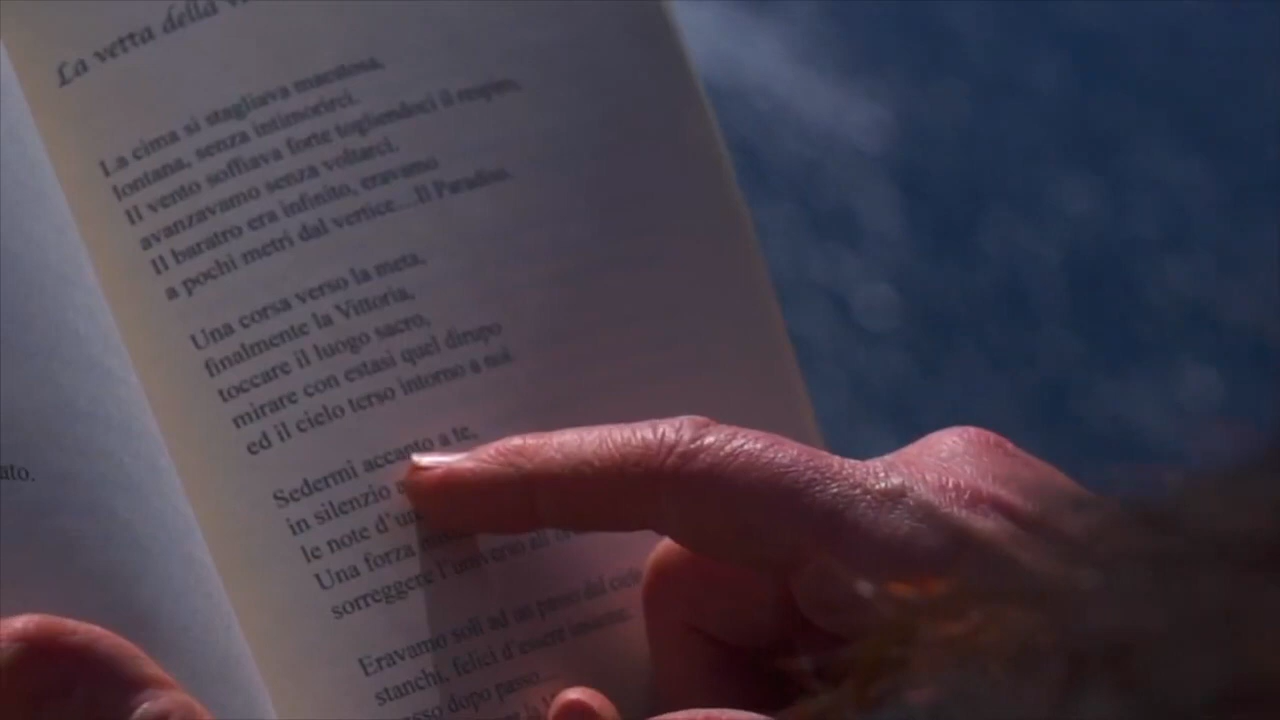 La vetta della
La cima si stagliava maestosa,
lontana, senza intimorirci.
Il vento soffiava forte togliendoci il respiro,
avanzavamo senza voltarci.
Il baratro era infinito, eravamo
a pochi metri dal vertice...Il Paradiso.
Una corsa verso la meta,
finalmente la Vittoria,
toccare il luogo sacro,
mirare con estasi quel dirupo
ed il cielo terso intorno a noi
Sedermi accanto a te,
in silenzio
le note d'un
Una forza
sorreggere l'universo all'
Eravamo soli ad un passo dal cielo
stanchi, felici d'essere insieme.
passo dopo passo
ato.